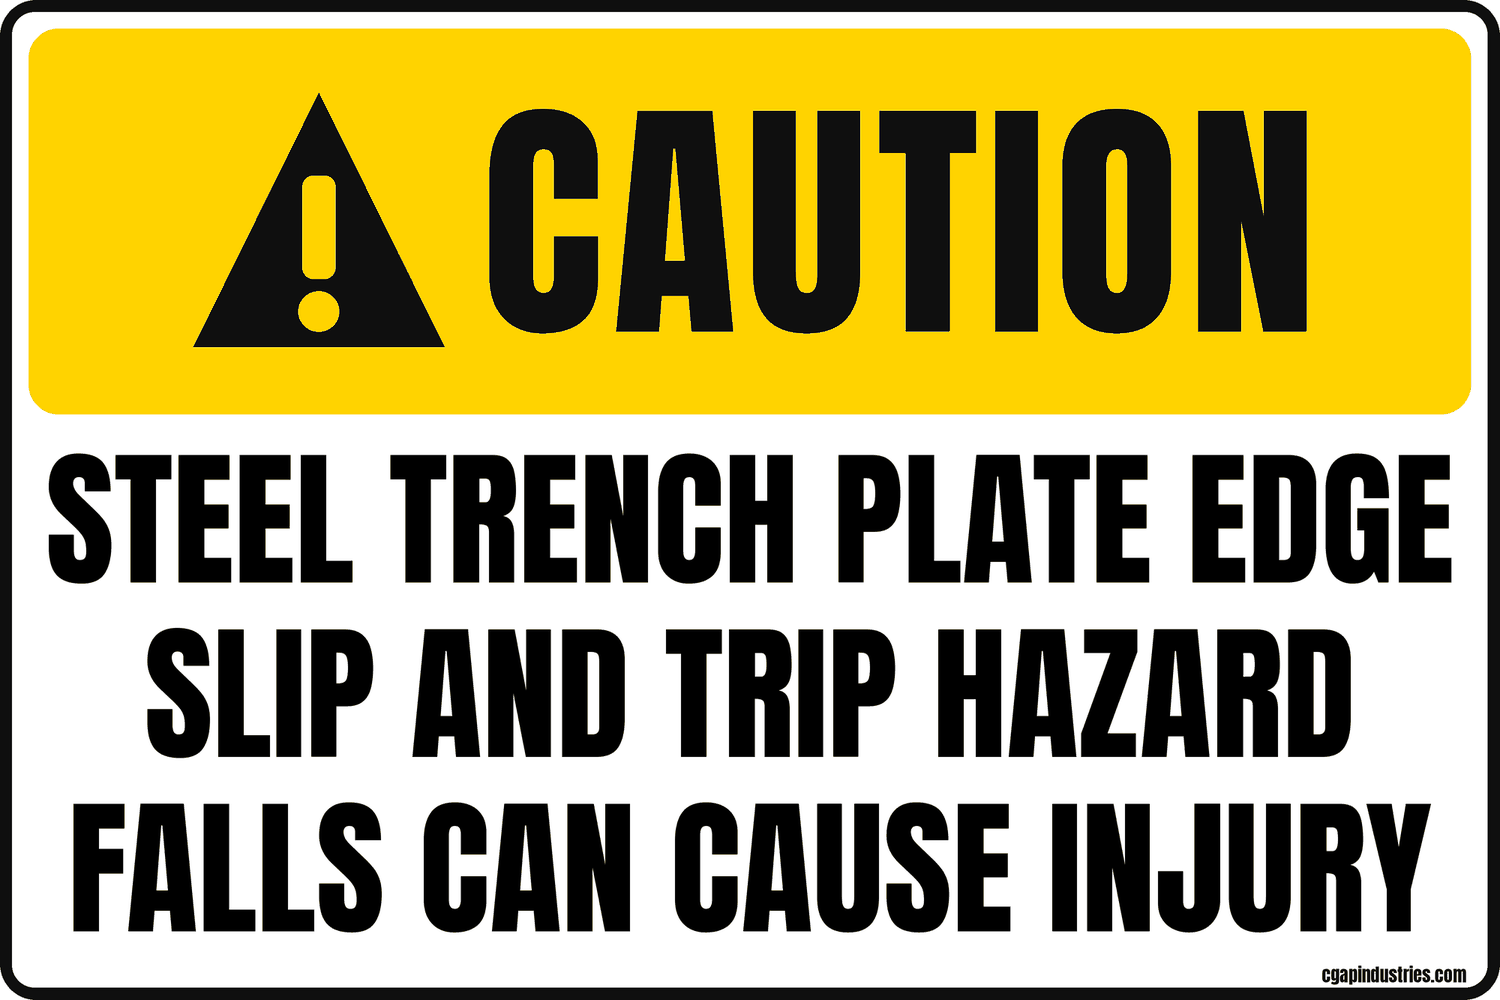 CAUTION
STEEL TRENCH PLATE EDGE
SLIP AND TRIP HAZARD
FALLS CAN CAUSE INJURY
cgapindustries.com